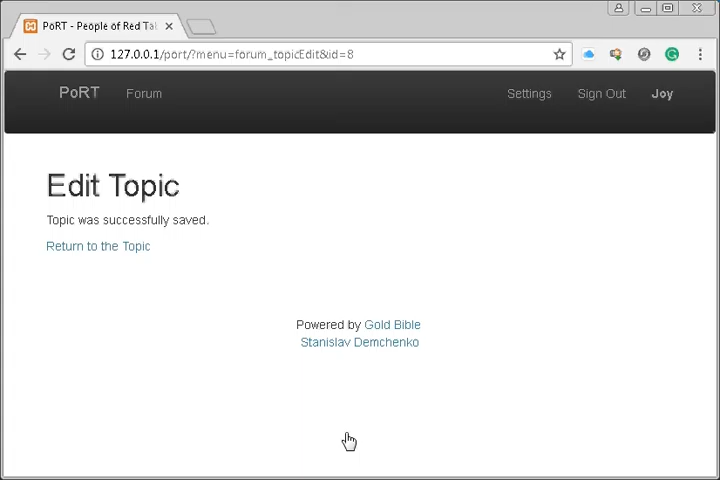 PoRT - People of Red Tab
127.0.0.1/port/?menu=forum_topicEdit&id=8
PoRT Forum Settings Sign Out Joy
Edit Topic
Topic was successfully saved.
Return to the Topic
Powered by Gold Bible
Stanislav Demchenko